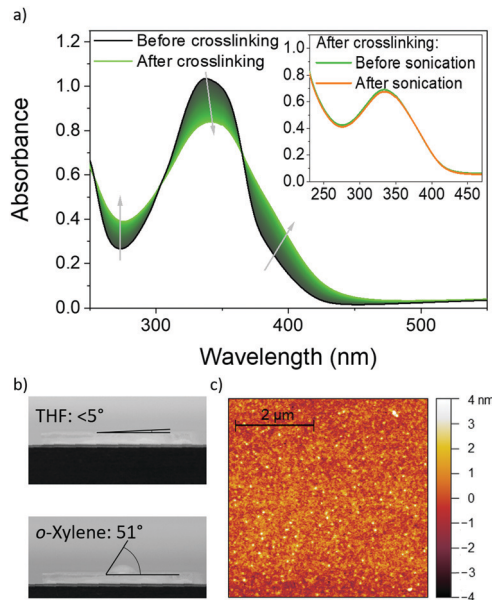 a)
Before crosslinking
After crosslinking
After crosslinking:
Before sonication
After sonication
1.0
0.8
0.6
0.4
0.2
0.0
250 300 350 400 450
1.2
1.0
0.8
0.6
0.4
0.2
0.0
Absorbance
300 400 500
Wavelength (nm)
b)
THF: <5°
o-Xylene: 51°
c)
2 µm
4 nm
3
2
1
0
−1
−2
−3
−4